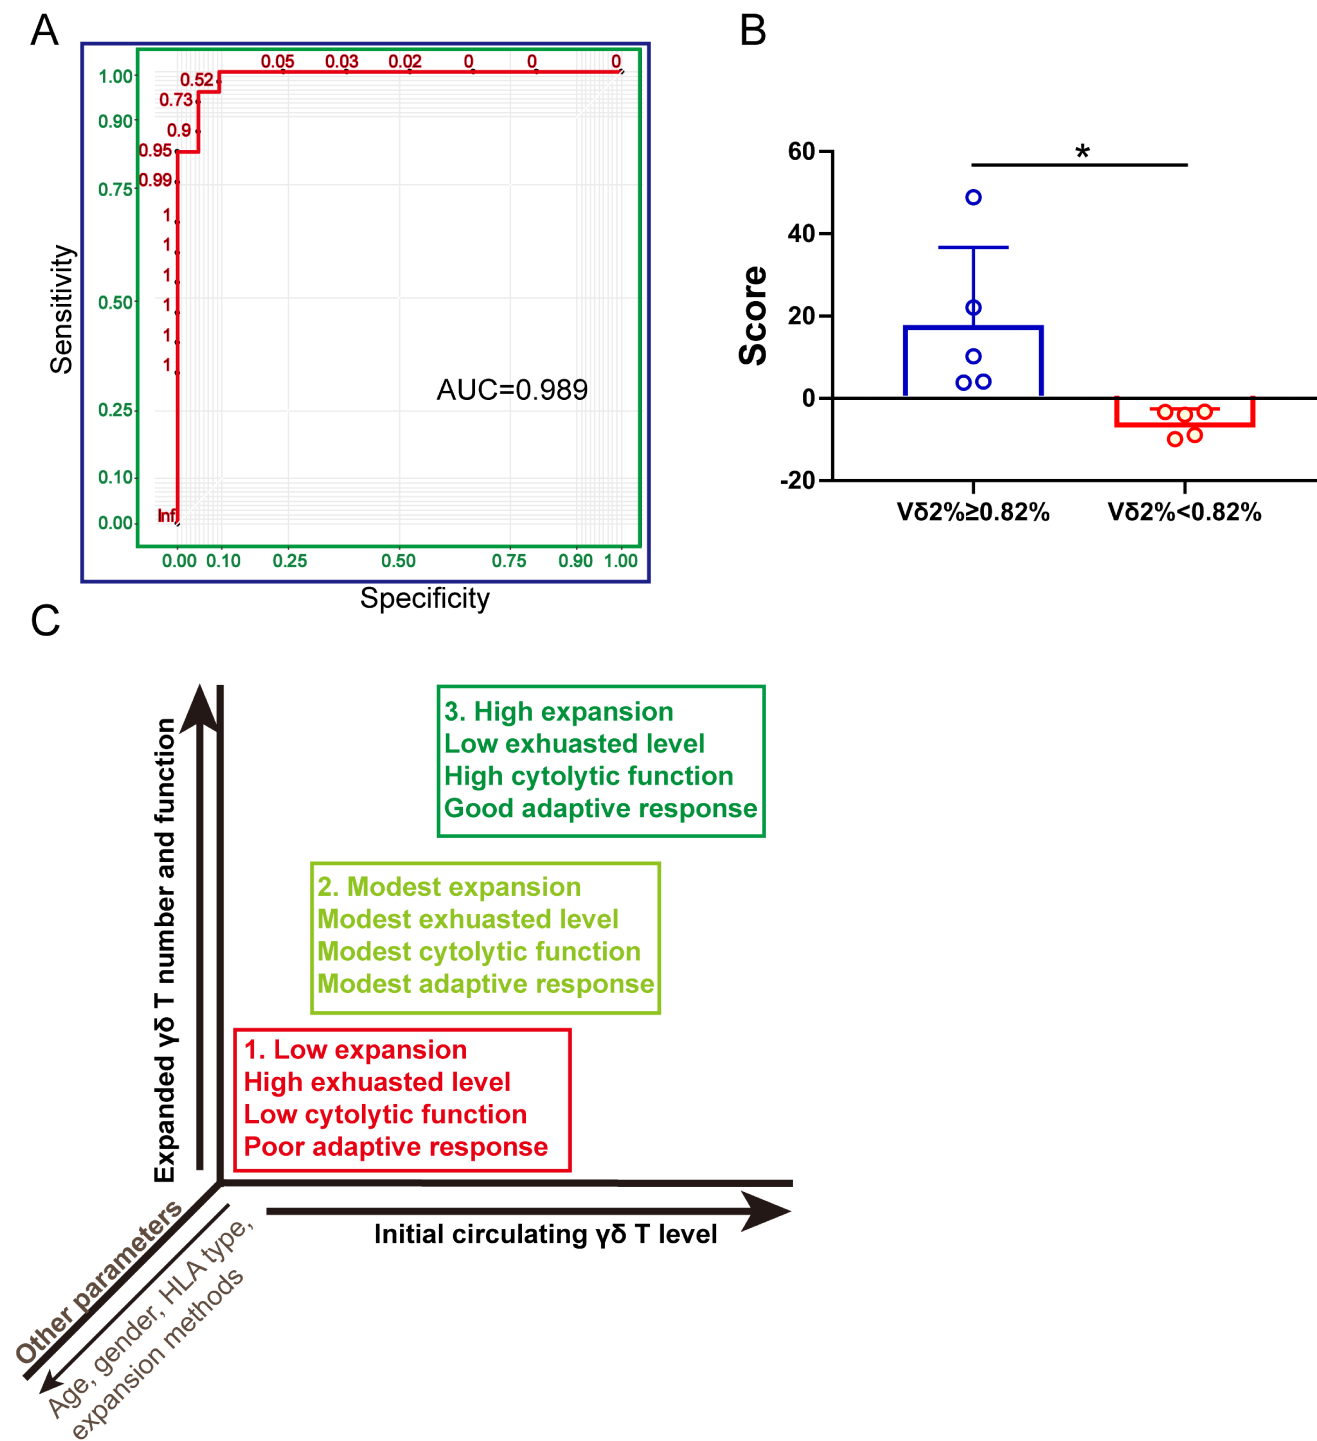 A
0.05 0.03 0.02 0 0 0
0.52
0.73
0.9
0.95
0.99
1
1
1
1
1
1
Inf
1.00
0.90
0.75
0.50
0.25
0.10
0.00
Sensitivity
AUC=0.989
0.00 0.10 0.25 0.50 0.75 0.90 1.00
Specificity
B
60
40
20
0
-20
Score
*
Vδ2%≥0.82% Vδ2%<0.82%
C
Expanded γδ T number and function
3. High expansion
Low exhuasted level
High cytolytic function
Good adaptive response
2. Modest expansion
Modest exhuasted level
Modest cytolytic function
Modest adaptive response
1. Low expansion
High exhuasted level
Low cytolytic function
Poor adaptive response
Initial circulating γδ T level
Other parameters
Age, gender, HLA type,
expansion methods